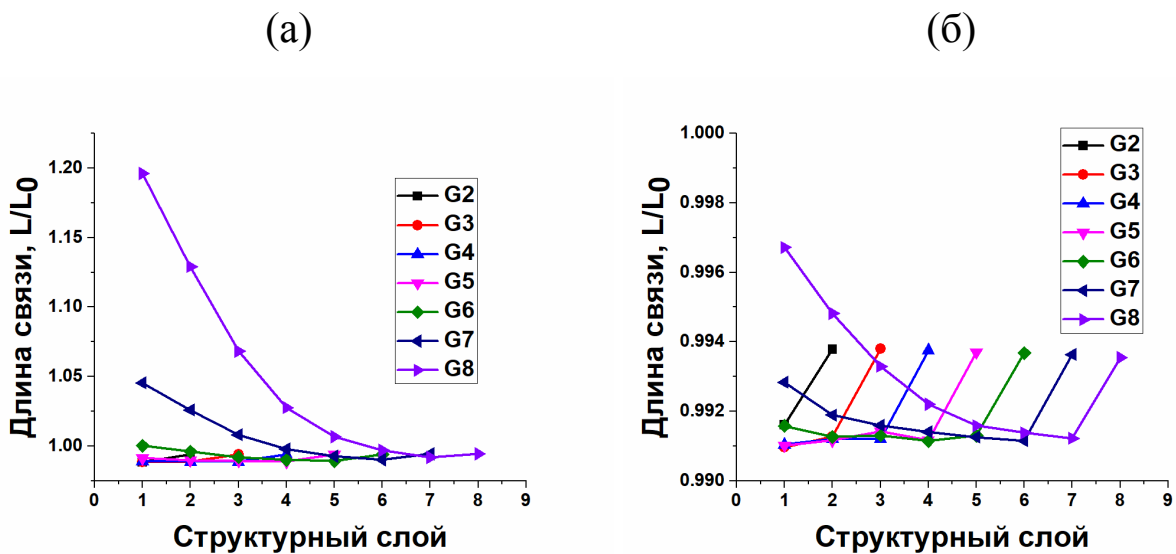 (а)
(б)
Длина связи, L/L0
1.20
1.15
1.10
1.05
1.00
0 1 2 3 4 5 6 7 8 9
Структурный слой
G2
G3
G4
G5
G6
G7
G8
Длина связи, L/L0
1.000
0.998
0.996
0.994
0.992
0.990
0 1 2 3 4 5 6 7 8 9
Структурный слой
G2
G3
G4
G5
G6
G7
G8